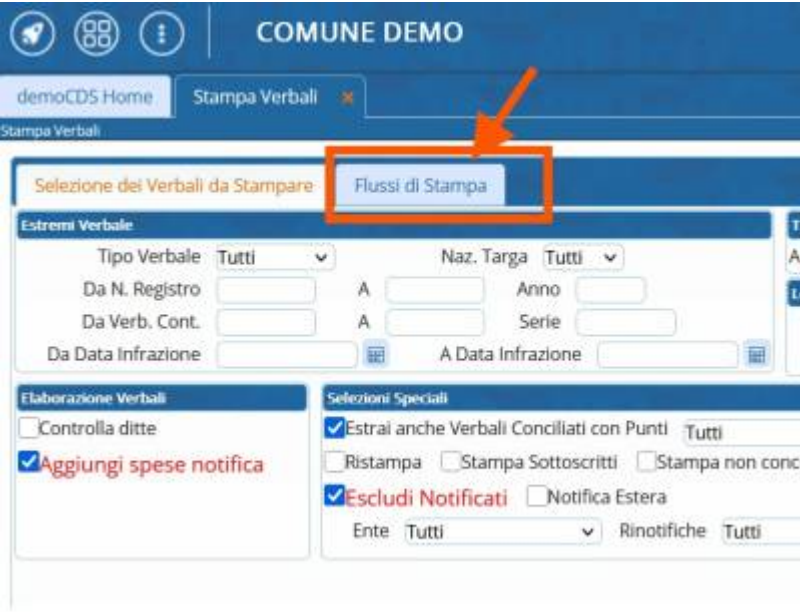 COMUNE DEMO
demoCDS Home Stampa Verbali
Stampa Verbali
Selezione dei Verbali da Stampare Flussi di Stampa
Estremi Verbale
Tipo Verbale Tutti Naz. Targa Tutti
Da N. Registro A Anno
Da Verb. Cont. A Serie
Da Data Infrazione A Data Infrazione
Elaborazione Verbali Selezioni Speciali
Controlla ditte Estrai anche Verbali Conciliati con Punti Tutti
Aggiungi spese notifica Ristampa Stampa Sottoscritti Stampa non conc
Escludi Notificati Notifica Estera
Ente Tutti Rinotifiche Tutti